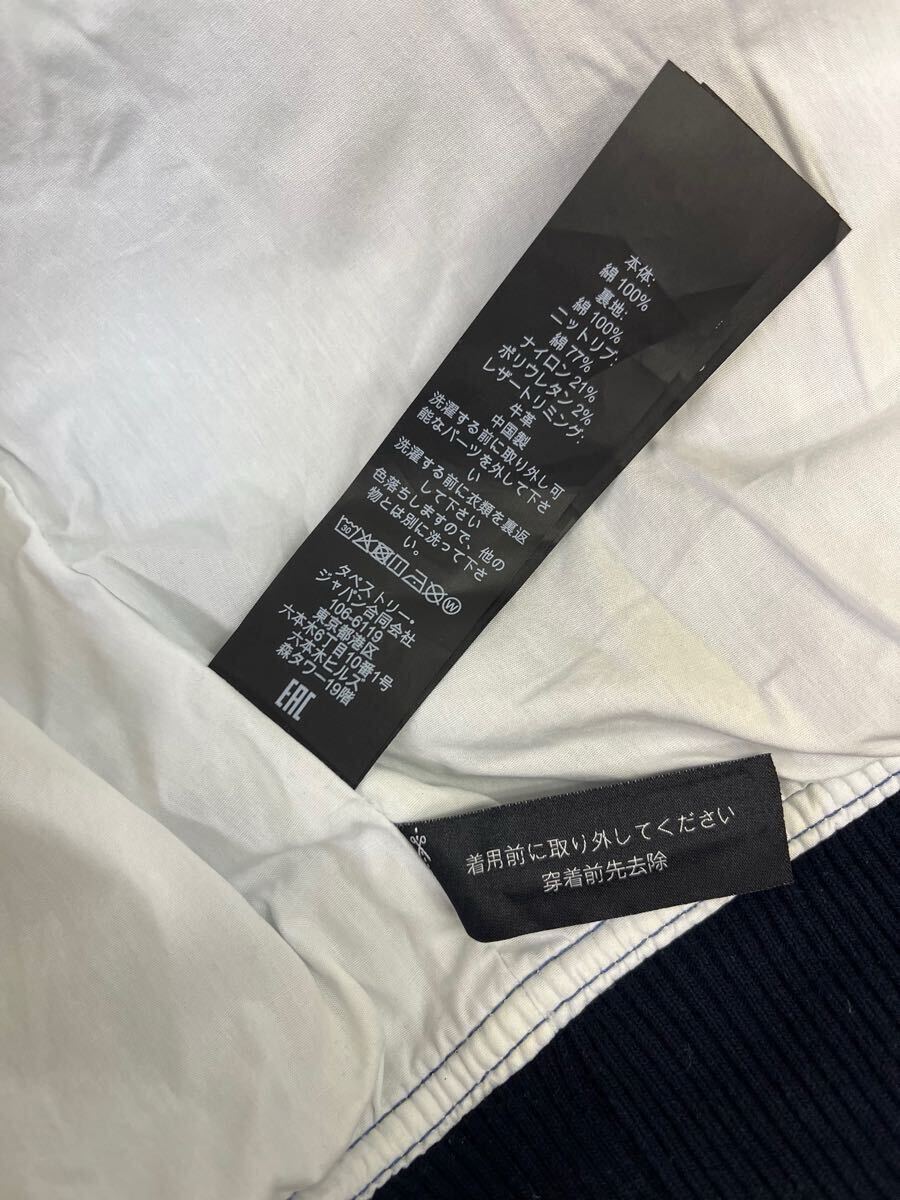 本体:
綿 100%
裏地:
綿 100%
ニットリブ:
綿 77%
ナイロン 21%
ポリウレタン 2%
レザートリミング:
牛革
中国製
洗濯する前に取り外し可
能なパーツを外して下さ
い
洗濯する前に衣類を裏返
して下さい
色落ちしますので、他の
物とは別に洗って下さ
い。
30
W
タペストリー・
ジャパン合同会社
106-6119
東京都港区
六本木6丁目10番1号
六本木ヒルズ
森タワー19階
EAC
着用前に取り外してください
穿着前先去除